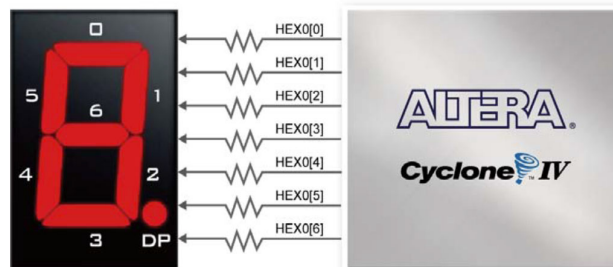 0
5
1
6
4
2
3
DP
HEX0[0]
HEX0[1]
HEX0[2]
HEX0[3]
HEX0[4]
HEX0[5]
HEX0[6]
ALTERA®
Cyclone™ IV